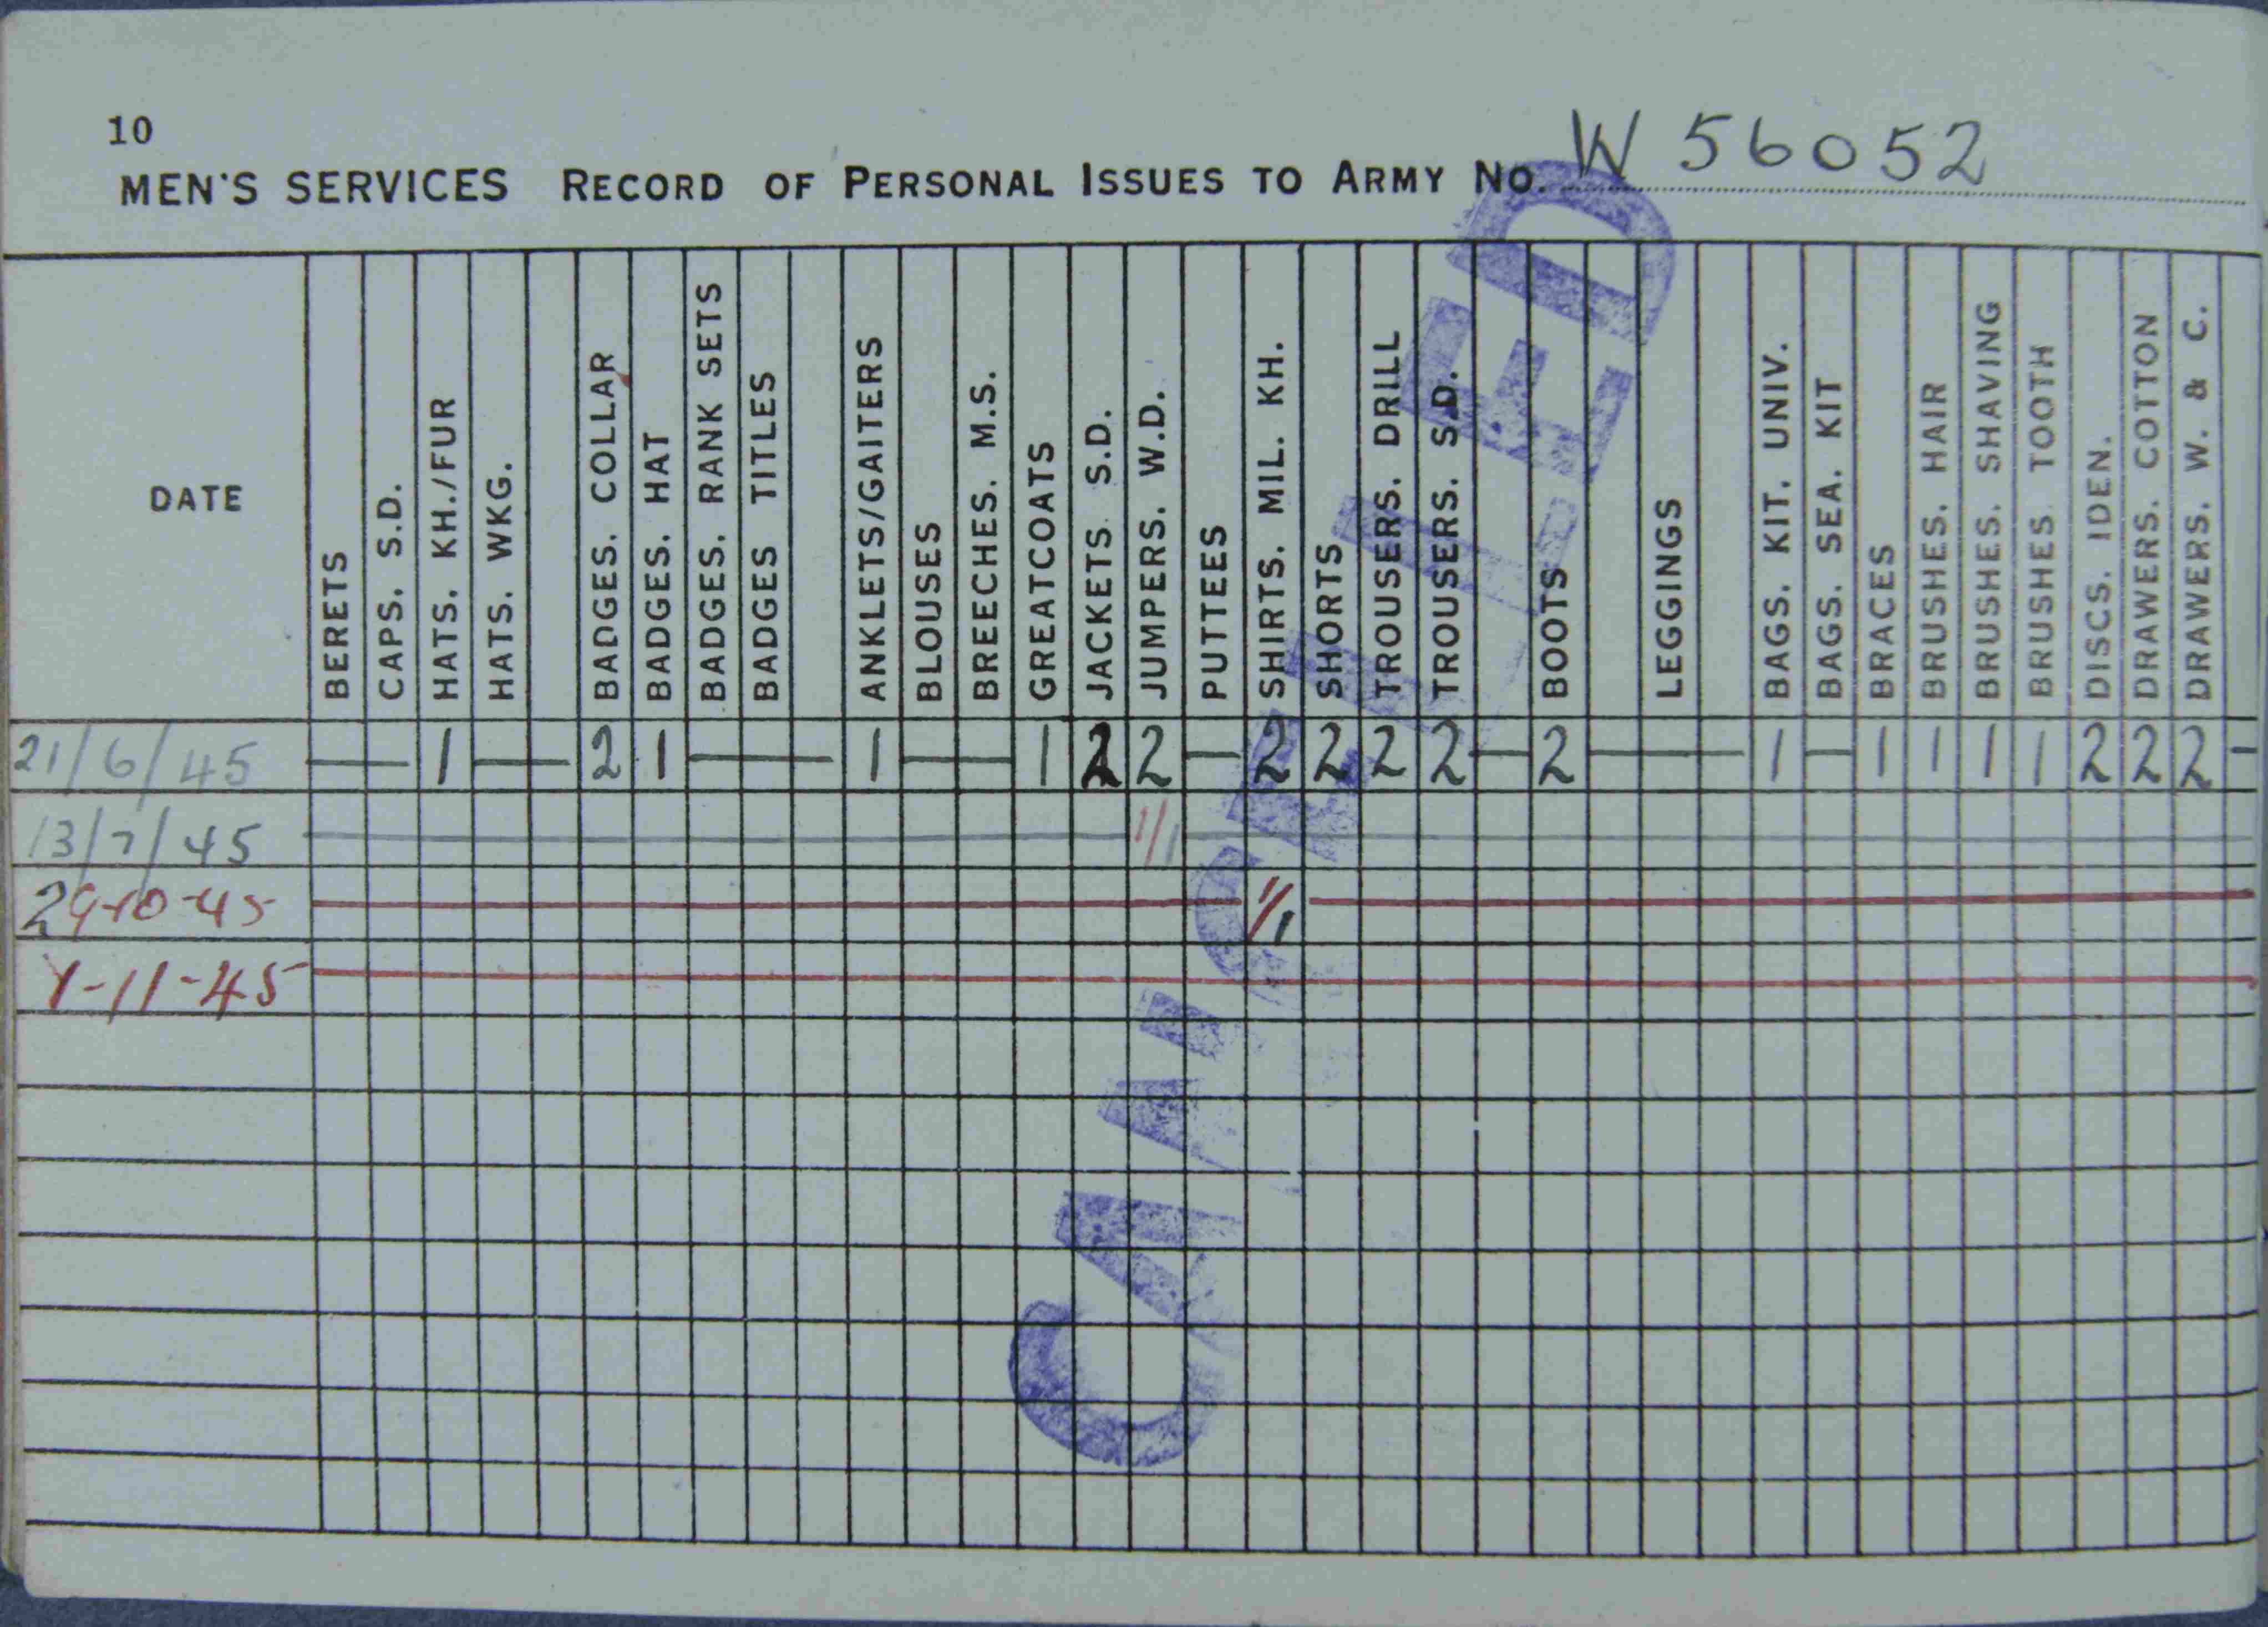 10
MEN'S SERVICES RECORD OF PERSONAL ISSUES TO ARMY NO. W 56052
DATE
BERETS
CAPS. S.D.
HATS. KH./FUR
HATS. WKG.
BADGES. COLLAR
BADGES. HAT
BADGES. RANK SETS
BADGES TITLES
ANKLETS/GAITERS
BLOUSES
BREECHES. M.S.
GREATCOATS
JACKETS. S.D.
JUMPERS. W.D.
PUTTEES
SHIRTS. MIL. KH.
SHORTS
TROUSERS. DRILL
TROUSERS. S.D.
BOOTS
LEGGINGS
BAGS. KIT. UNIV.
BAGS. SEA. KIT
BRACES
BRUSHES. HAIR
BRUSHES. SHAVING
BRUSHES. TOOTH
DISCS. IDEN.
DRAWERS. COTTON
DRAWERS. W. & C.
21/6/45 — 1 — 2 1 — 1 — 1 2 2 — 2 2 2 2 — 2 — 1 — 1 1 1 1 2 2 2 –
13/7/45 1/1
29-10-45 1/1
1-11-45
CANCELLED